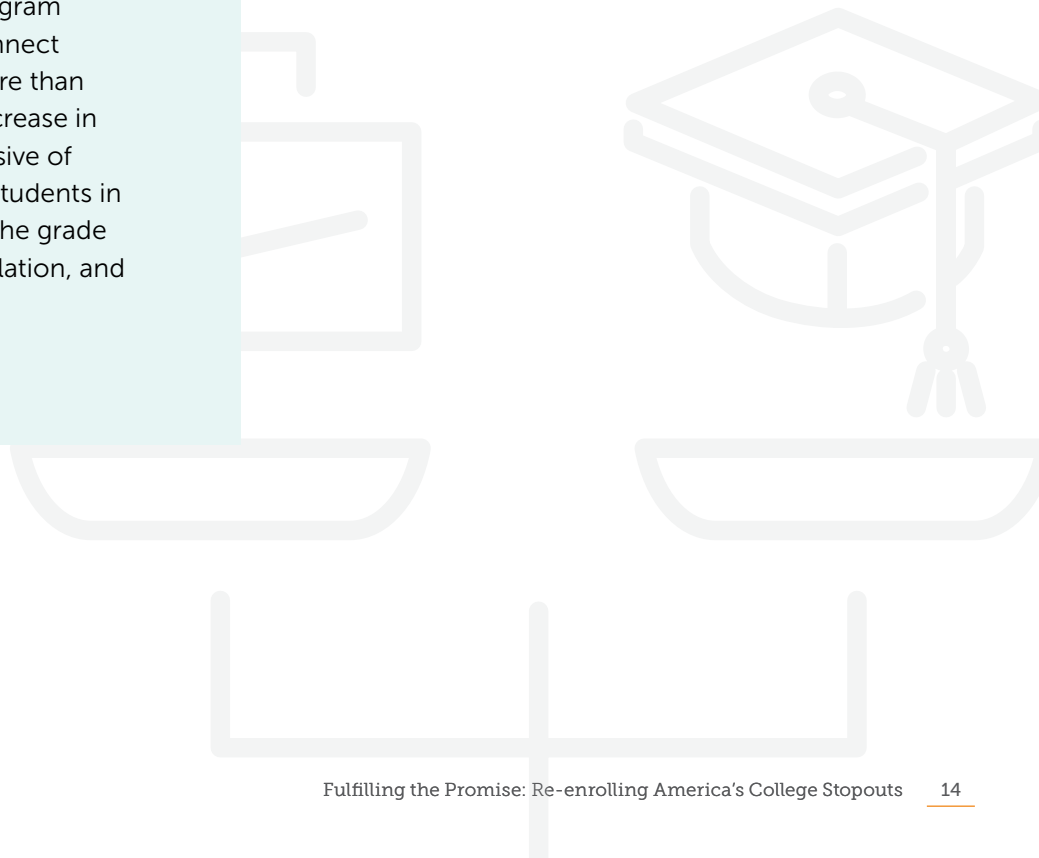 gram
nnect
re than
crease in
sive of
tudents in
he grade
lation, and
Fulfilling the Promise: Re-enrolling America’s College Stopouts 14